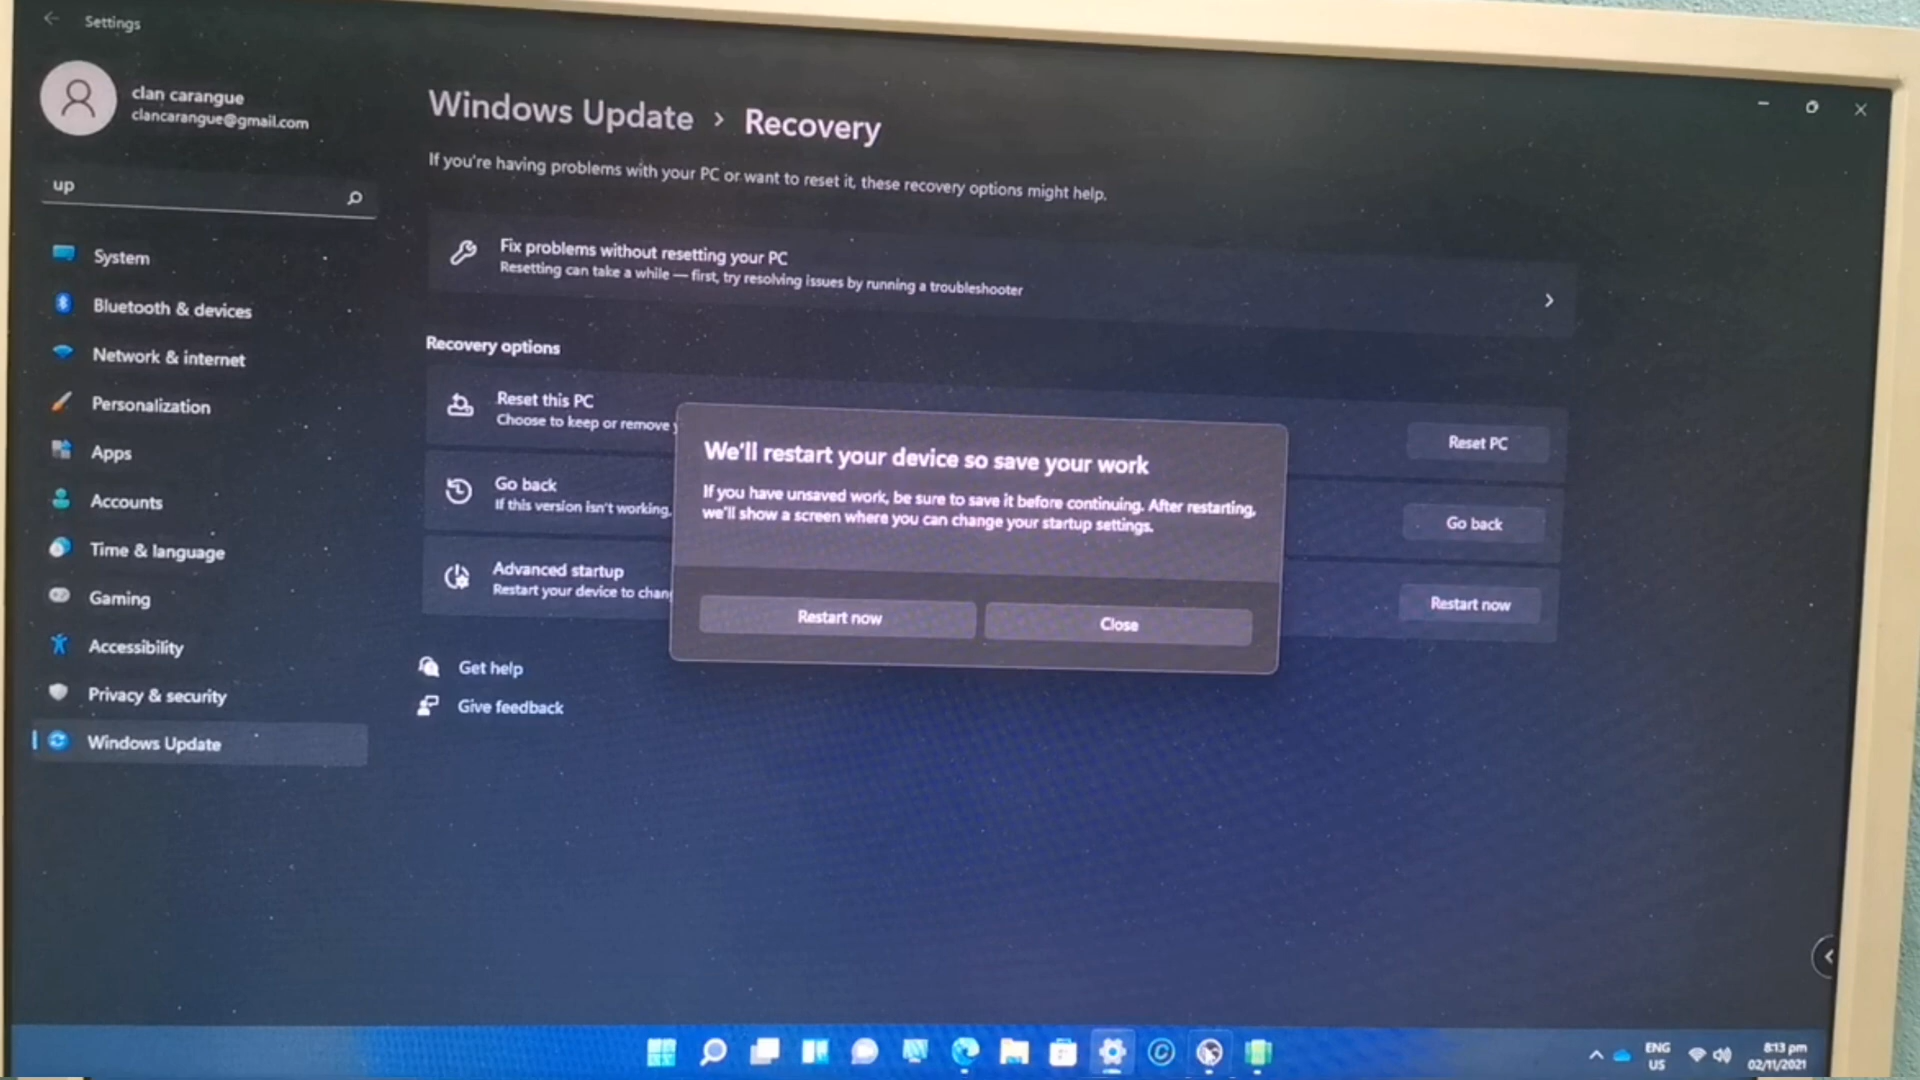 Settings
clan carangue
clancarangue@gmail.com
up
System
Bluetooth & devices
Network & internet
Personalization
Apps
Accounts
Time & language
Gaming
Accessibility
Privacy & security
Windows Update
Windows Update > Recovery
If you're having problems with your PC or want to reset it, these recovery options might help.
Fix problems without resetting your PC
Resetting can take a while — first, try resolving issues by running a troubleshooter
Recovery options
Reset this PC
Choose to keep or remove
Reset PC
Go back
If this version isn't working,
Go back
Advanced startup
Restart your device to chan
Restart now
We'll restart your device so save your work
If you have unsaved work, be sure to save it before continuing. After restarting,
we'll show a screen where you can change your startup settings.
Restart now
Close
Get help
Give feedback
ENG
US
8:13 pm
02/11/2021